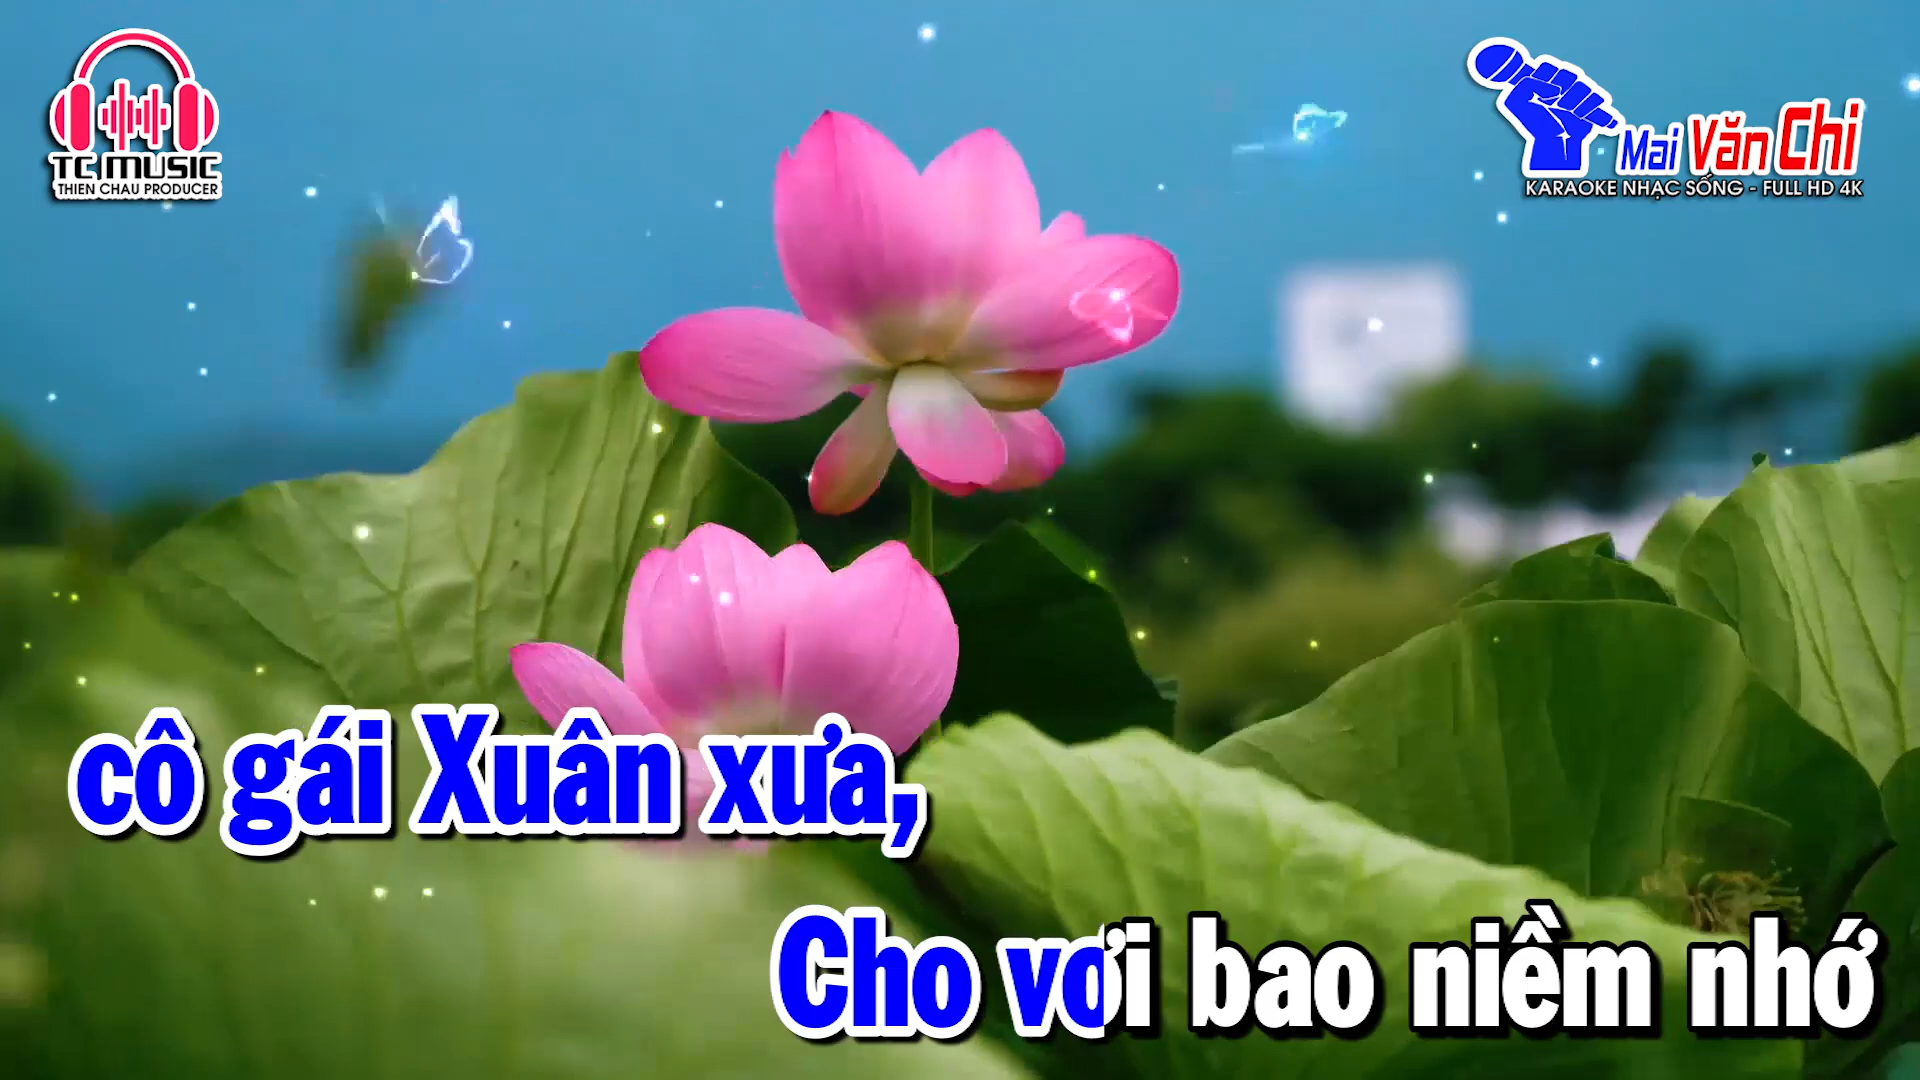 TC MUSIC
THIEN CHAU PRODUCER
Mai Văn Chi
KARAOKE NHẠC SỐNG - FULL HD 4K
cô gái Xuân xưa,
Cho vơi bao niềm nhớ